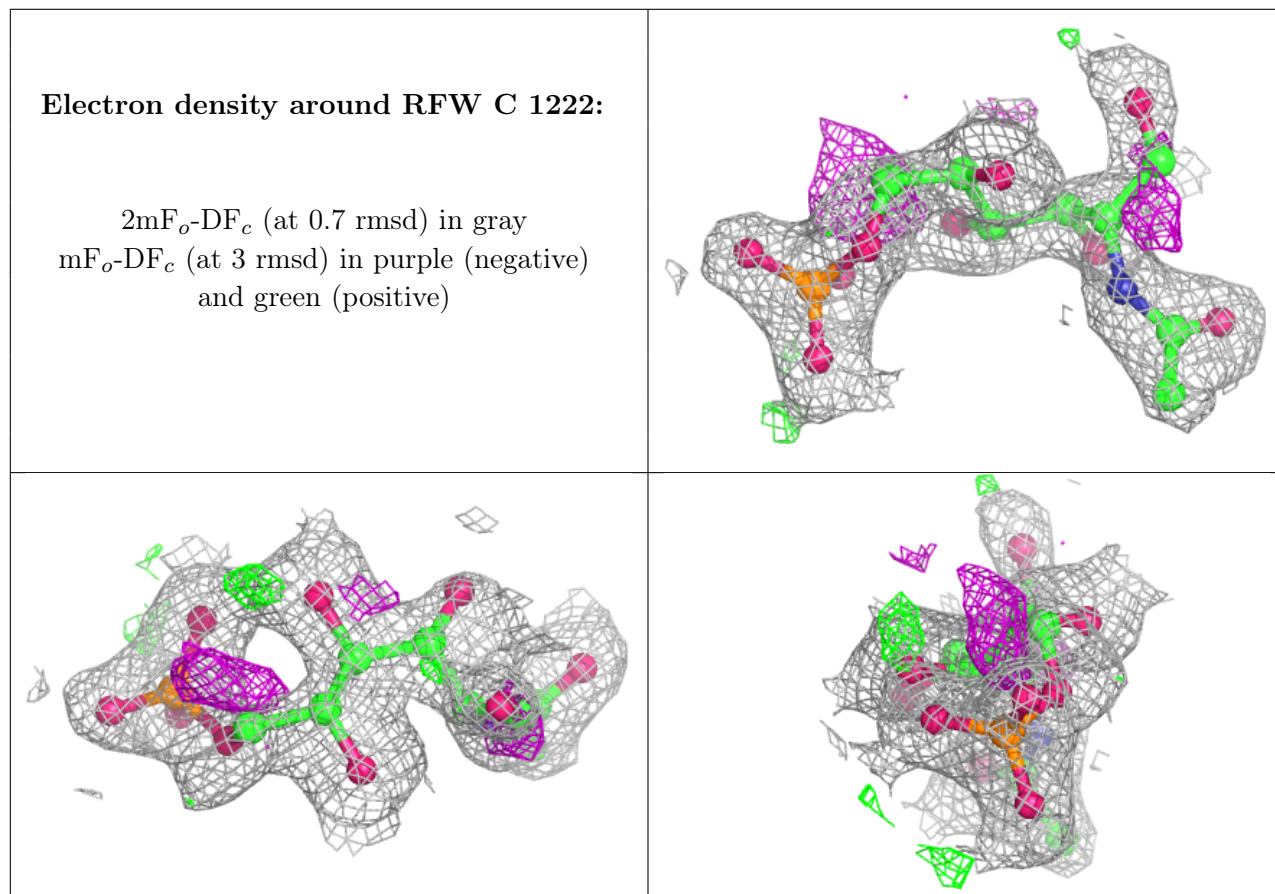 Electron density around RFW C 1222:
2mFo-DFc (at 0.7 rmsd) in gray
mFo-DFc (at 3 rmsd) in purple (negative)
and green (positive)